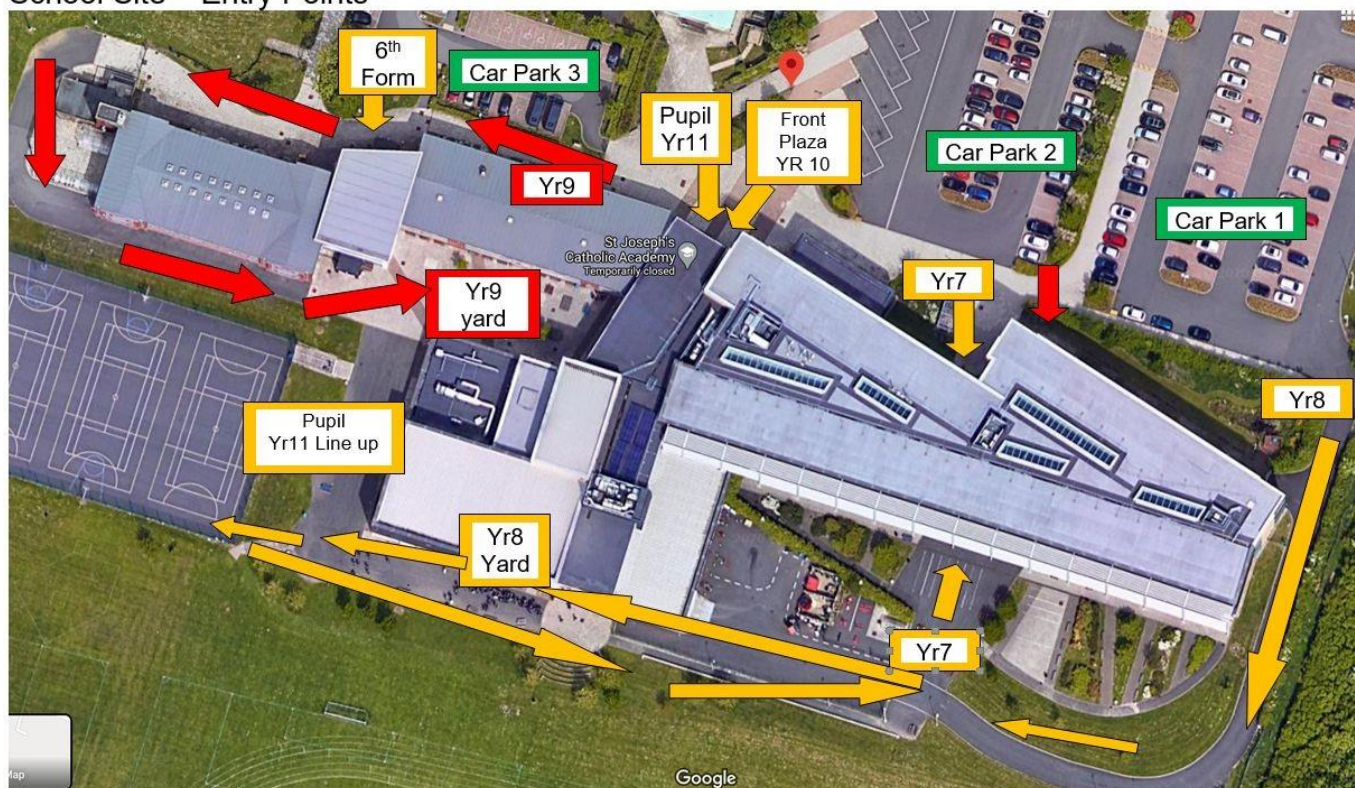 School Site – Entry Points
6th
Form
Car Park 3
Pupil
Yr11
Front
Plaza
YR 10
Car Park 2
Car Park 1
Yr9
St Joseph's
Catholic Academy
Temporarily closed
Yr9
yard
Yr7
Yr8
Pupil
Yr11 Line up
Yr8
Yard
Yr7
Map
Google